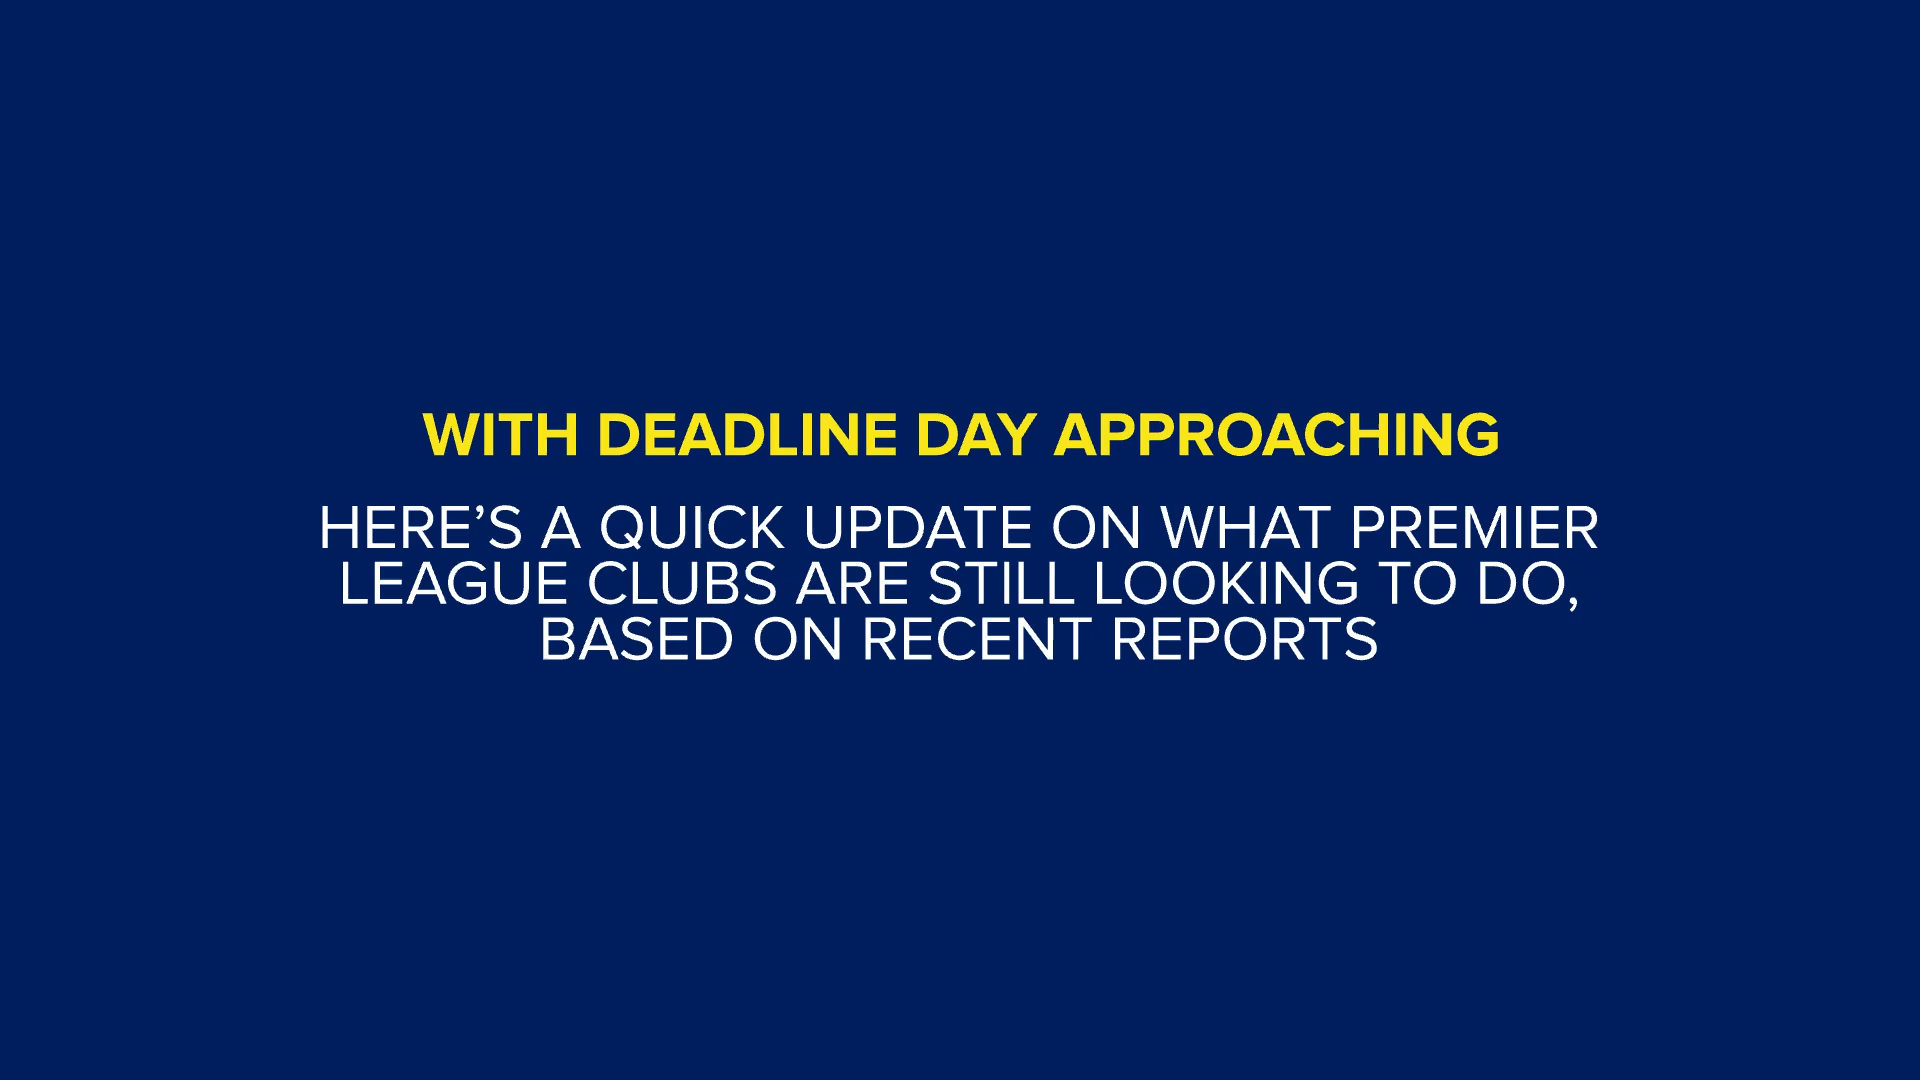 WITH DEADLINE DAY APPROACHING
HERE’S A QUICK UPDATE ON WHAT PREMIER
LEAGUE CLUBS ARE STILL LOOKING TO DO,
BASED ON RECENT REPORTS